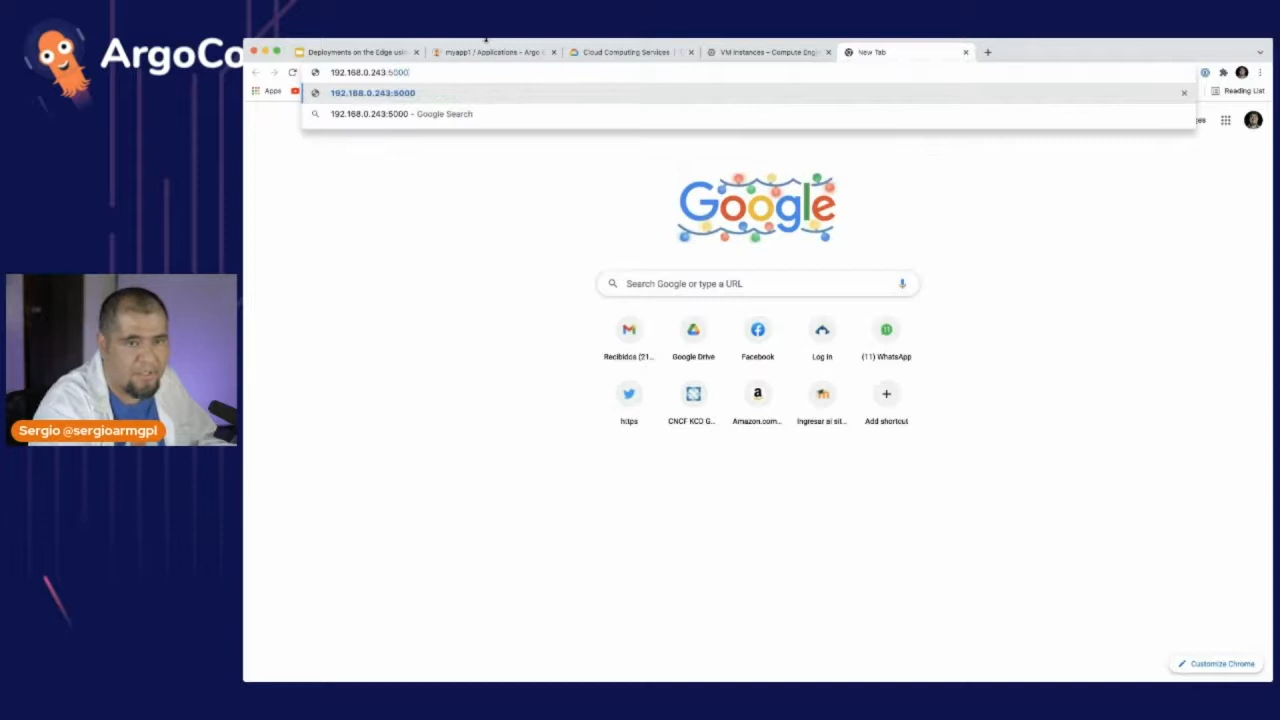 ArgoCo
Deployments on the Edge usin
myapp1 / Applications - Argo
Cloud Computing Services
VM instances – Compute Engi
New Tab
192.168.0.243:5000
Apps
Reading List
192.168.0.243:5000
192.168.0.243:5000 - Google Search
es
Google
Search Google or type a URL
Recibidos (21...
Google Drive
Facebook
Log in
(11) WhatsApp
https
CNCF KCD G...
Amazon.com...
Ingresar al sit...
Add shortcut
Sergio @sergioarmgpl
Customize Chrome